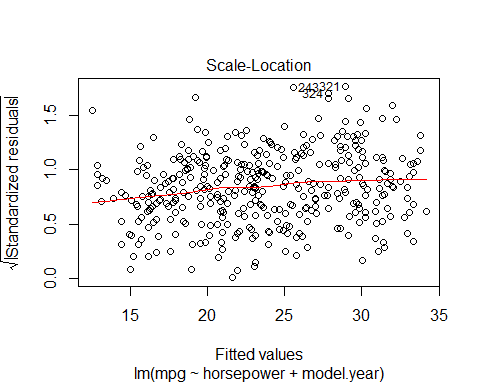 Scale-Location
√|Standardized residuals|
0.0 0.5 1.0 1.5
243321
324
15 20 25 30 35
Fitted values
lm(mpg ~ horsepower + model.year)